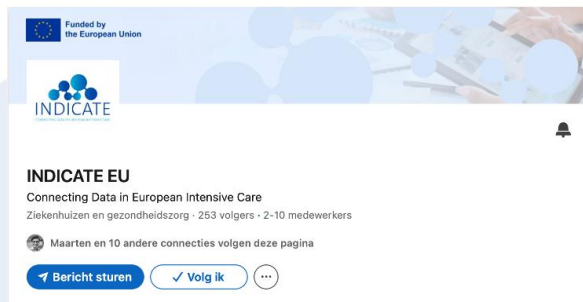 Funded by
the European Union
INDICATE
INDICATE EU
Connecting Data in European Intensive Care
Ziekenhuizen en gezondheidszorg · 253 volgers · 2-10 medewerkers
Maarten en 10 andere connecties volgen deze pagina
Bericht sturen
Volg ik